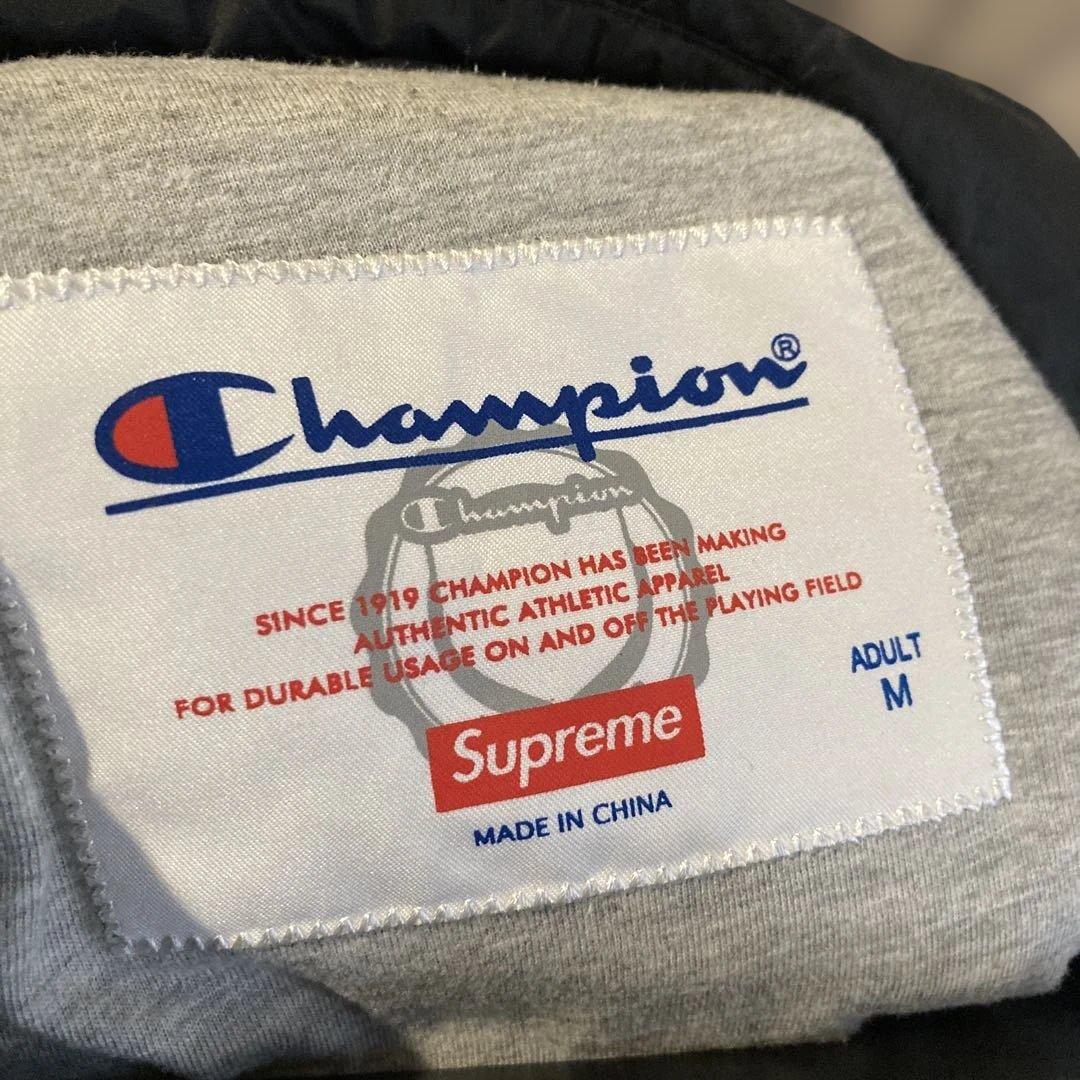 Champion®
Champion
SINCE 1919 CHAMPION HAS BEEN MAKING
AUTHENTIC ATHLETIC APPAREL
FOR DURABLE USAGE ON AND OFF THE PLAYING FIELD
ADULT
M
Supreme
MADE IN CHINA